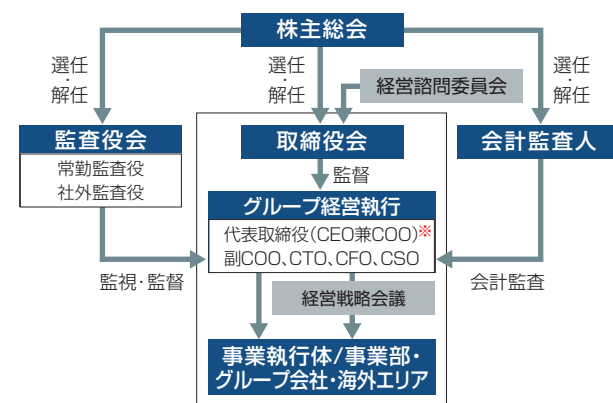 株主総会
選任・解任
選任・解任
選任・解任
経営諮問委員会
監査役会
常勤監査役
社外監査役
取締役会
会計監査人
監督
グループ経営執行
代表取締役(CEO兼COO)※
副COO、CTO、CFO、CSO
監視・監督
会計監査
経営戦略会議
事業執行体/事業部・
グループ会社・海外エリア